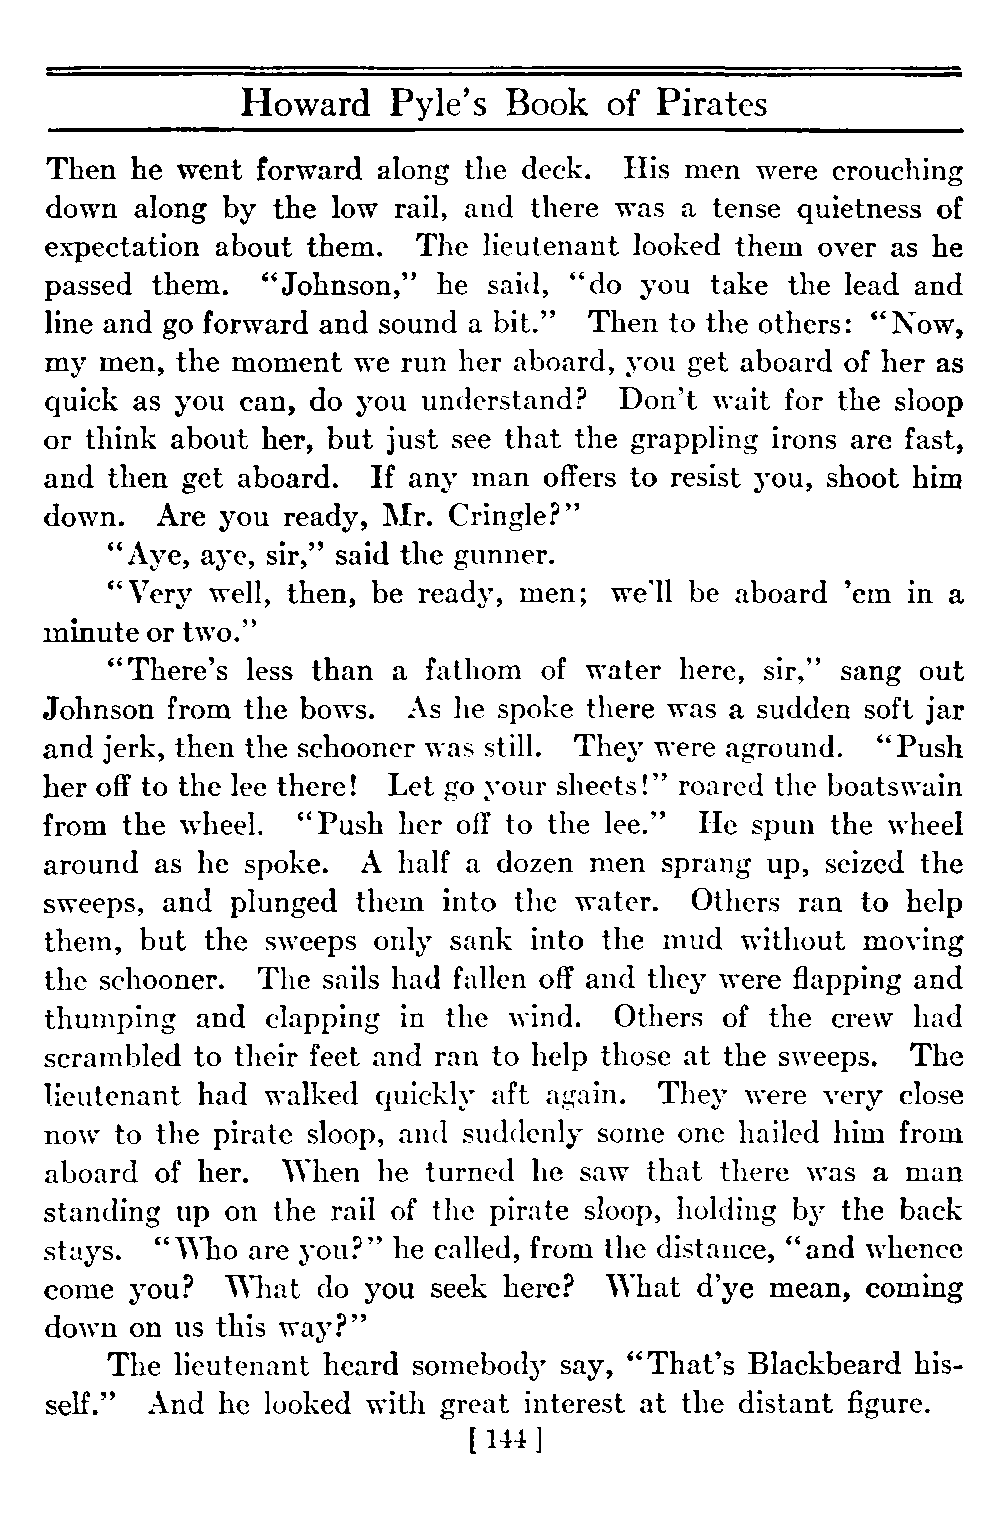 Howard Pyle's Book of Pirates
Then he went forward along the deck. His men were crouching
down along by the low rail, and there was a tense quietness of
expectation about them. The lieutenant looked them over as he
passed them. “Johnson,” he said, “do you take the lead and
line and go forward and sound a bit.” Then to the others: “Now,
my men, the moment we run her aboard, you get aboard of her as
quick as you can, do you understand? Don't wait for the sloop
or think about her, but just see that the grappling irons are fast,
and then get aboard. If any man offers to resist you, shoot him
down. Are you ready, Mr. Cringle?”
“Aye, aye, sir,” said the gunner.
“Very well, then, be ready, men; we'll be aboard 'em in a
minute or two.”
“There's less than a fathom of water here, sir,” sang out
Johnson from the bows. As he spoke there was a sudden soft jar
and jerk, then the schooner was still. They were aground. “Push
her off to the lee there! Let go your sheets!” roared the boatswain
from the wheel. “Push her off to the lee.” He spun the wheel
around as he spoke. A half a dozen men sprang up, seized the
sweeps, and plunged them into the water. Others ran to help
them, but the sweeps only sank into the mud without moving
the schooner. The sails had fallen off and they were flapping and
thumping and clapping in the wind. Others of the crew had
scrambled to their feet and ran to help those at the sweeps. The
lieutenant had walked quickly aft again. They were very close
now to the pirate sloop, and suddenly some one hailed him from
aboard of her. When he turned he saw that there was a man
standing up on the rail of the pirate sloop, holding by the back
stays. “Who are you?” he called, from the distance, “and whence
come you? What do you seek here? What d'ye mean, coming
down on us this way?”
The lieutenant heard somebody say, “That's Blackbeard his-
self.” And he looked with great interest at the distant figure.
[ 144 ]